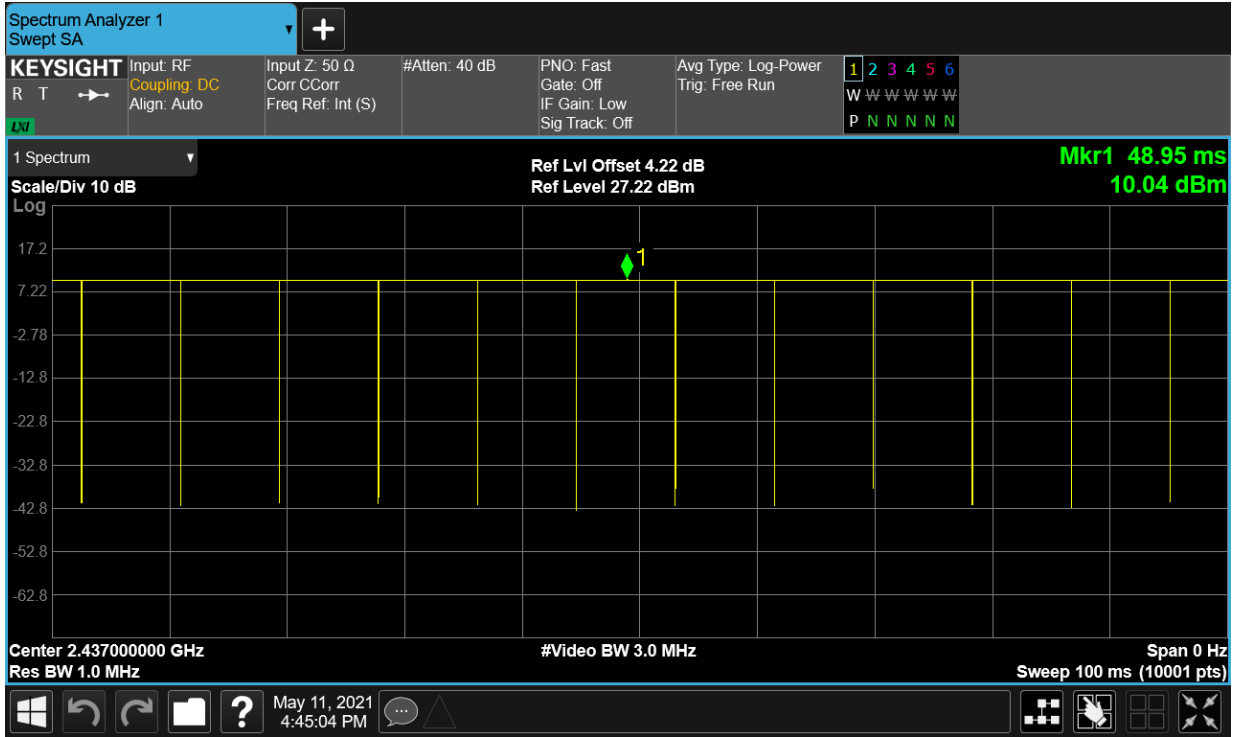 Spectrum Analyzer 1
Swept SA
+
KEYSIGHT
R T
LXI
Input: RF
Coupling: DC
Align: Auto
Input Z: 50 Ω
Corr CCorr
Freq Ref: Int (S)
#Atten: 40 dB
PNO: Fast
Gate: Off
IF Gain: Low
Sig Track: Off
Avg Type: Log-Power
Trig: Free Run
1 2 3 4 5 6
W W W W W W
P N N N N N
1 Spectrum
Scale/Div 10 dB
Log
Ref Lvl Offset 4.22 dB
Ref Level 27.22 dBm
Mkr1 48.95 ms
10.04 dBm
1
17.2
7.22
-2.78
-12.8
-22.8
-32.8
-42.8
-52.8
-62.8
Center 2.437000000 GHz
Res BW 1.0 MHz
#Video BW 3.0 MHz
Span 0 Hz
Sweep 100 ms (10001 pts)
?
May 11, 2021
4:45:04 PM